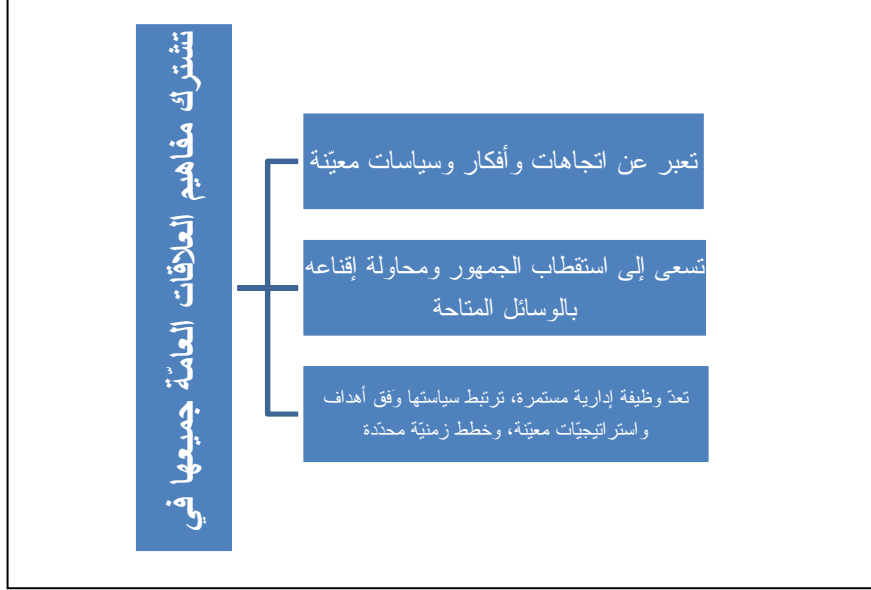 تشترك مفاهيم العلاقات العامّة جميعها في
تعبر عن اتجاهات وأفكار وسياسات معيّنة
تسعى إلى استقطاب الجمهور ومحاولة إقناعه
بالوسائل المتاحة
تعدّ وظيفة إدارية مستمرة، ترتبط سياستها وَفق أهداف
واستراتيجيّات معيّنة، وخطط زمنيّة محدّدة